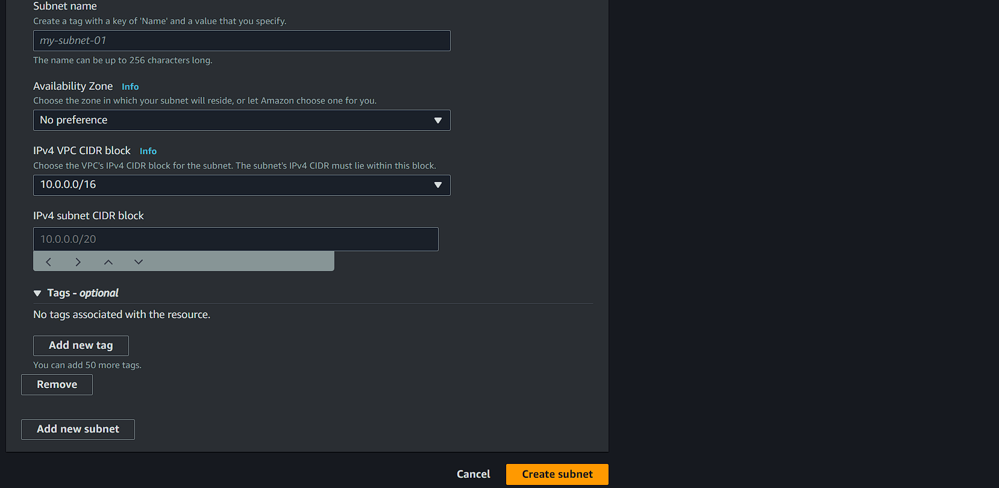 Subnet name
Create a tag with a key of 'Name' and a value that you specify.
my-subnet-01
The name can be up to 256 characters long.
Availability Zone Info
Choose the zone in which your subnet will reside, or let Amazon choose one for you.
No preference
IPv4 VPC CIDR block Info
Choose the VPC's IPv4 CIDR block for the subnet. The subnet's IPv4 CIDR must lie within this block.
10.0.0.0/16
IPv4 subnet CIDR block
10.0.0.0/20
Tags - optional
No tags associated with the resource.
Add new tag
You can add 50 more tags.
Remove
Add new subnet
Cancel Create subnet